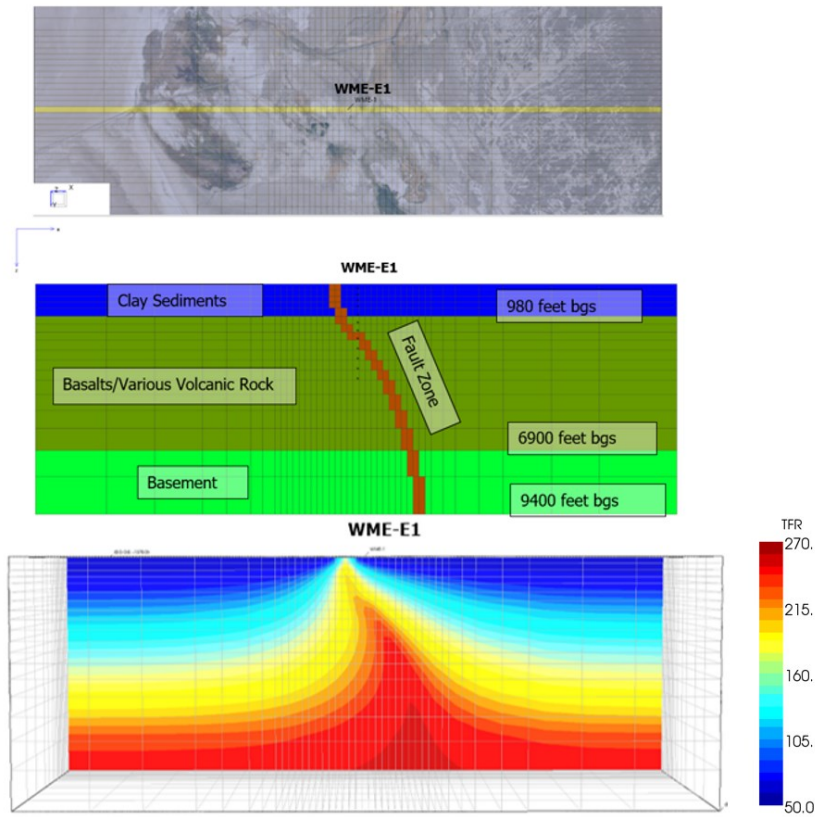 WME-E1
WME-E1
Clay Sediments
980 feet bgs
Fault Zone
Basalts/Various Volcanic Rock
6900 feet bgs
Basement
9400 feet bgs
WME-E1
TFR
270.
215.
160.
105.
50.0